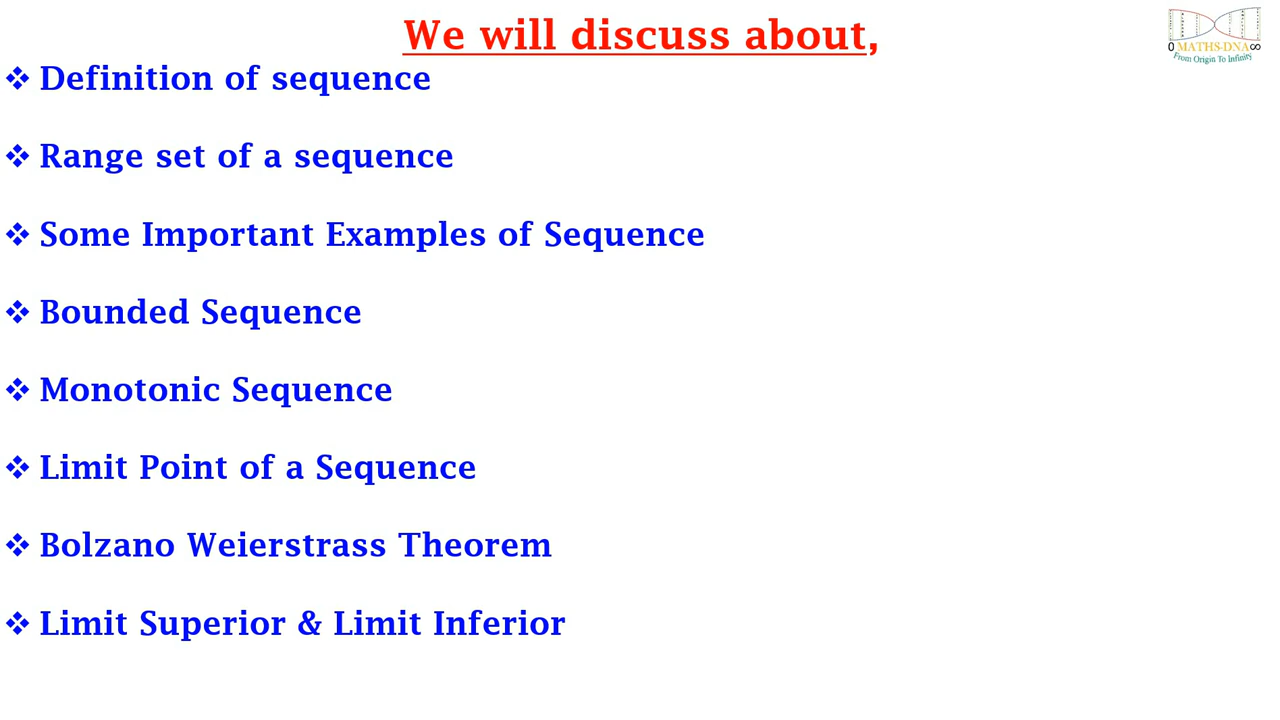 We will discuss about,
0 MATHS-DNA ∞
From Origin To Infinity
❖ Definition of sequence
❖ Range set of a sequence
❖ Some Important Examples of Sequence
❖ Bounded Sequence
❖ Monotonic Sequence
❖ Limit Point of a Sequence
❖ Bolzano Weierstrass Theorem
❖ Limit Superior & Limit Inferior